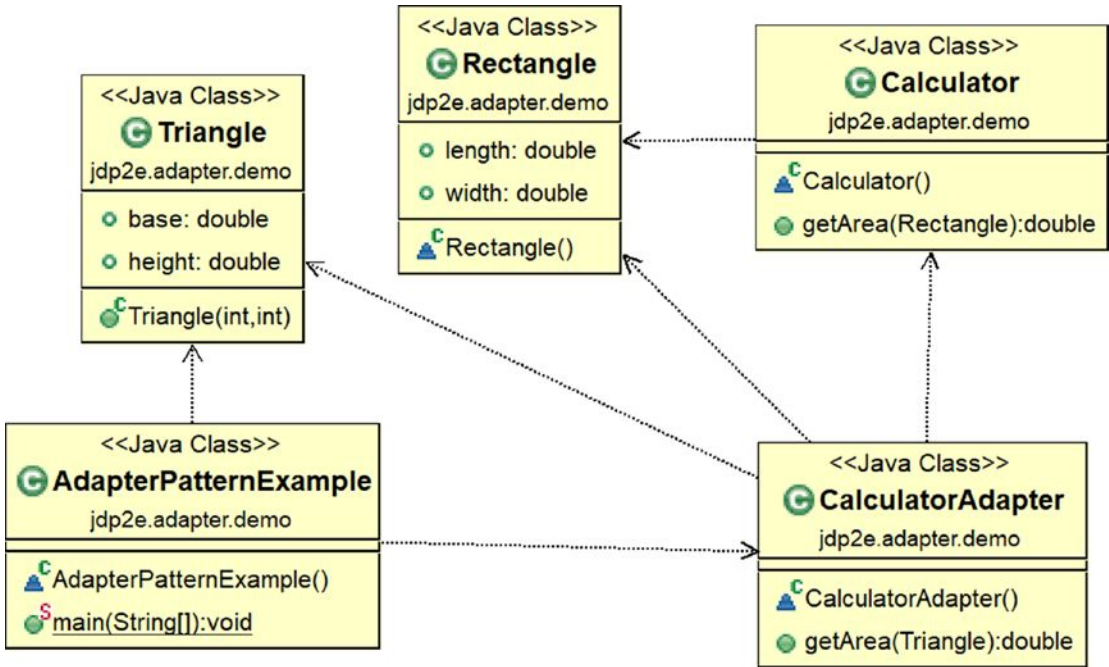 <<Java Class>>
Triangle
jdp2e.adapter.demo
base: double
height: double
Triangle(int,int)
<<Java Class>>
Rectangle
jdp2e.adapter.demo
length: double
width: double
Rectangle()
<<Java Class>>
Calculator
jdp2e.adapter.demo
Calculator()
getArea(Rectangle):double
<<Java Class>>
AdapterPatternExample
jdp2e.adapter.demo
AdapterPatternExample()
main(String[]):void
<<Java Class>>
CalculatorAdapter
jdp2e.adapter.demo
CalculatorAdapter()
getArea(Triangle):double